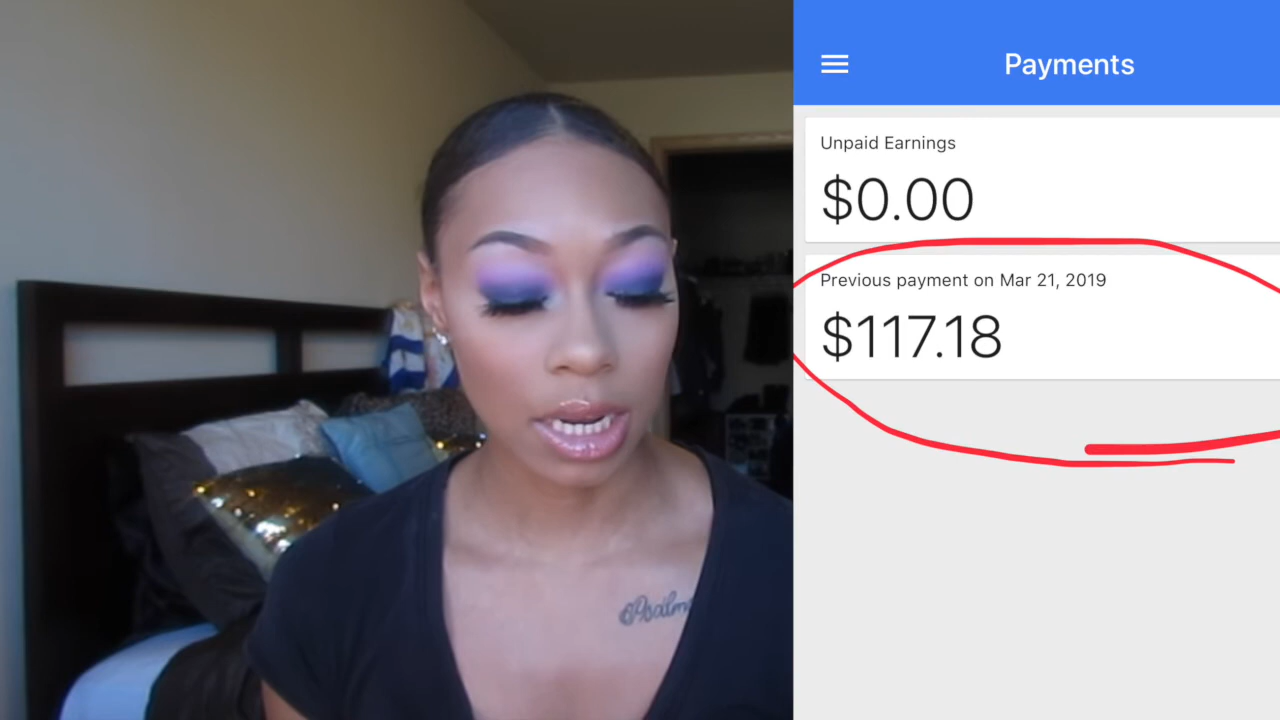 Payments
Unpaid Earnings
$0.00
Previous payment on Mar 21, 2019
$117.18